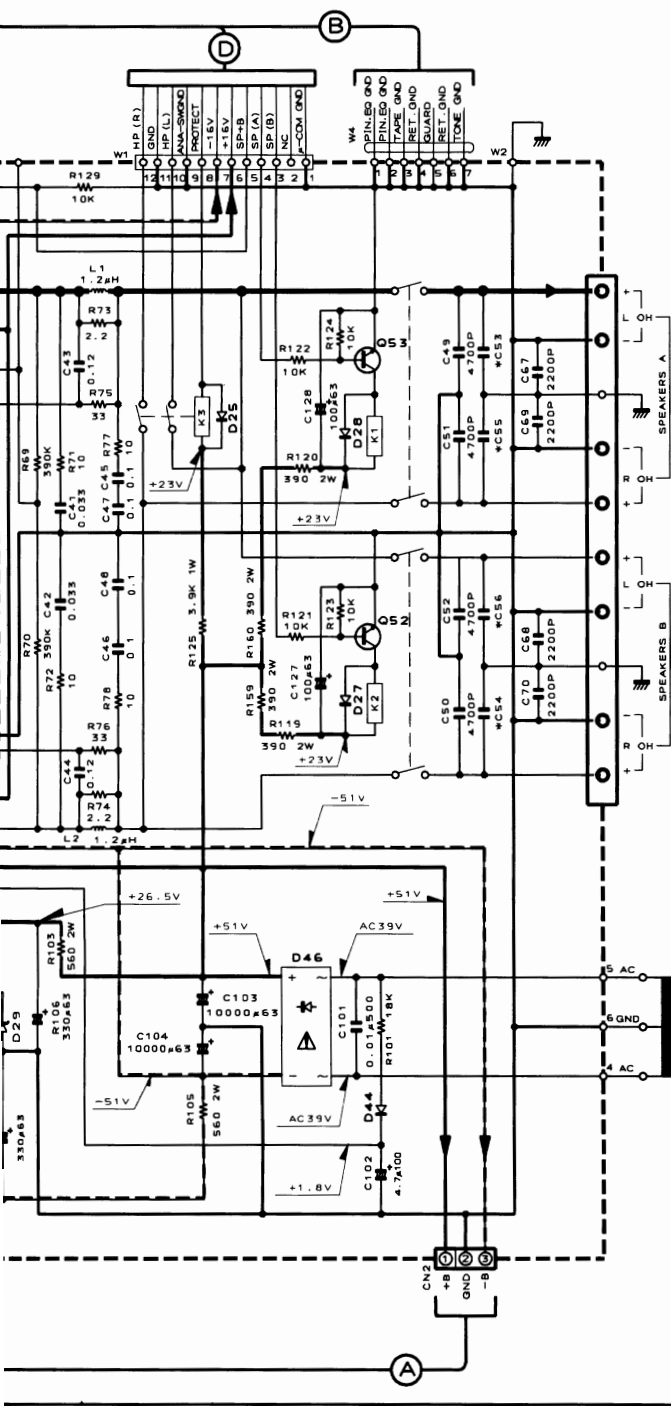 B
D
W1
HP (R)
GND
HP (L)
ANA-SWGND
PROTECT
-16V
+16V
SP+B
SP (A)
SP (B)
NC
µ-COM GND
12 11 10 9 8 7 6 5 4 3 2 1
W4
PIN.EQ GND
PIN.EQ GND
TAPE GND
RET. GND
GUARD
RET. GND
TONE GND
1 2 3 4 5 6 7
W2
R129
10K
L1
1.2µH
R73
2.2
C43
0.12
R75
33
R69
390K
R71
10
C41
0.033
R77
10
C45
0.1
C47
0.1
K3
D25
+23V
R122
10K
R124
10K
Q53
C128
100µ63
D28
K1
R120
390 2W
+23V
C49
4700P
*C53
C51
4700P
*C55
C67
2200P
C69
2200P
+
L
-
OH
-
R
+
OH
SPEAKERS A
R70
390K
C42
0.033
R72
10
C48
0.1
C46
0.1
R78
10
R76
33
C44
0.12
R74
2.2
L2
1.2µH
R125
3.9K 1W
R160
390 2W
R159
390 2W
R121
10K
R123
10K
Q52
C127
100µ63
D27
K2
R119
390 2W
+23V
C52
4700P
*C56
C50
4700P
*C54
C68
2200P
C70
2200P
+
L
-
OH
-
R
+
OH
SPEAKERS B
-51V
+26.5V
+51V
R103
560 2W
+51V
AC39V
D46
+
~
-
~
D29
R106
330µ63
C103
10000µ63
C104
10000µ63
C101
0.01µ500
R101
18K
5 AC
6 GND
4 AC
-51V
R105
560 2W
AC39V
D44
330µ63
+1.8V
C102
4.7µ100
CN2
1 2 3
+B
GND
-B
A